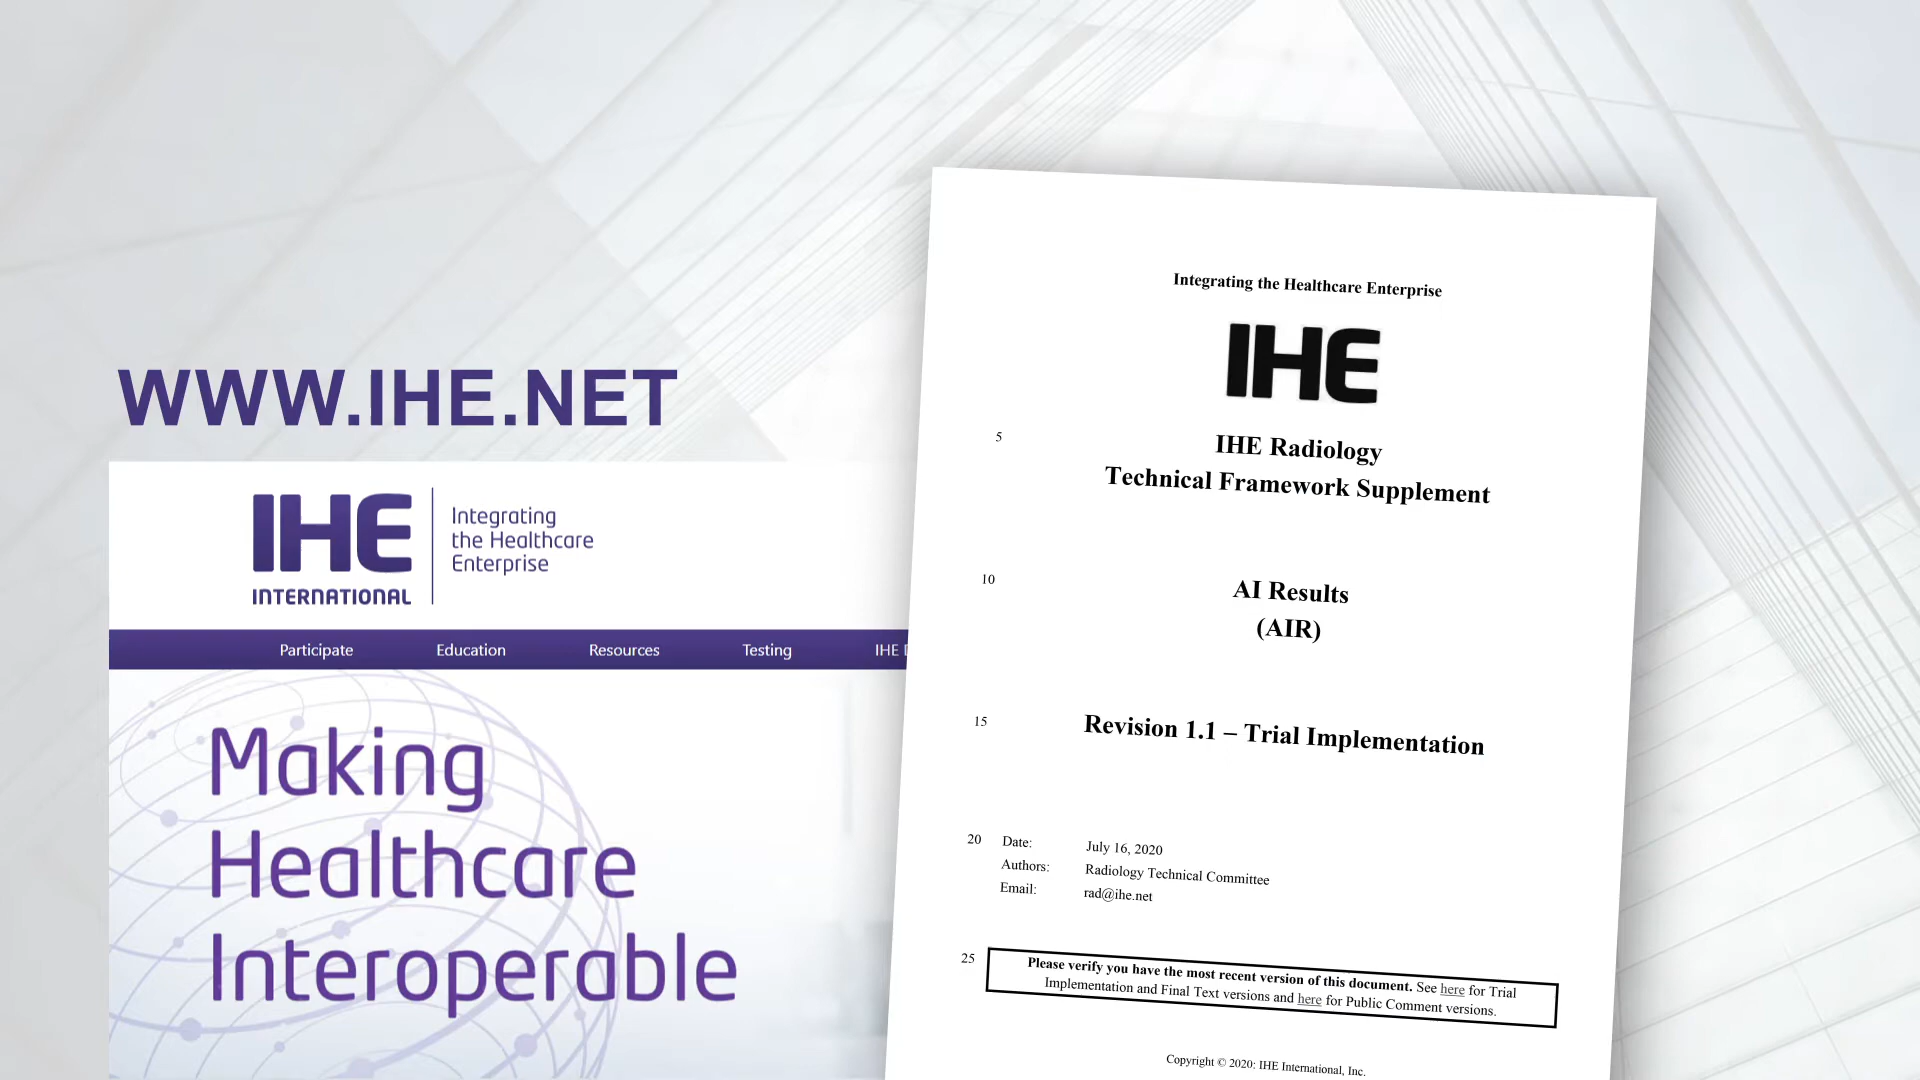 WWW.IHE.NET
IHE
INTERNATIONAL
Integrating
the Healthcare
Enterprise
Participate Education Resources Testing IHE
Making
Healthcare
Interoperable
Integrating the Healthcare Enterprise
IHE
5
IHE Radiology
Technical Framework Supplement
10
AI Results
(AIR)
15
Revision 1.1 – Trial Implementation
20 Date: July 16, 2020
Authors: Radiology Technical Committee
Email: rad@ihe.net
25
Please verify you have the most recent version of this document. See here for Trial
Implementation and Final Text versions and here for Public Comment versions.
Copyright © 2020: IHE International, Inc.